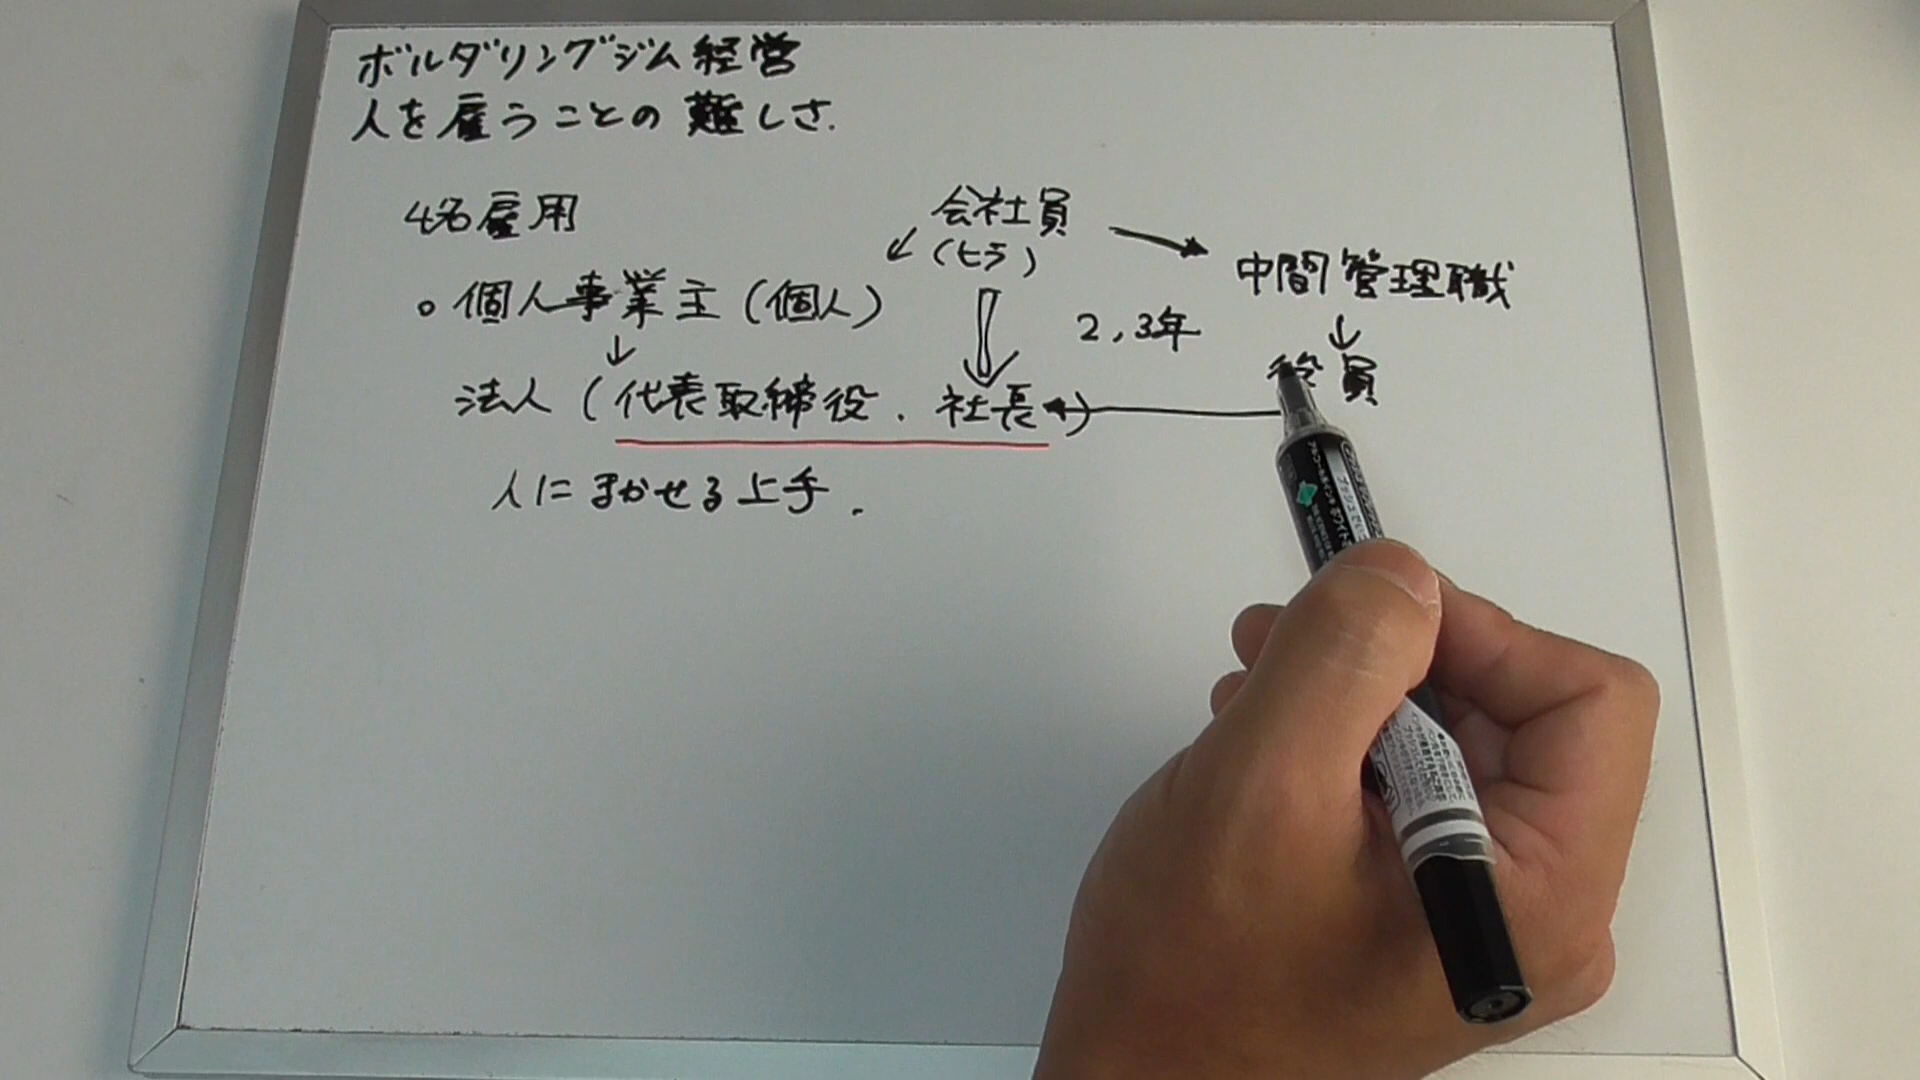 ボルダリングジム経営
人を雇うことの難しさ.
4名雇用
会社員
↙ (ヒラ)
→ 中間管理職
。個人事業主(個人)
2,3年
↓
役員
法人(代表取締役.社長)
人にまかせる上手.